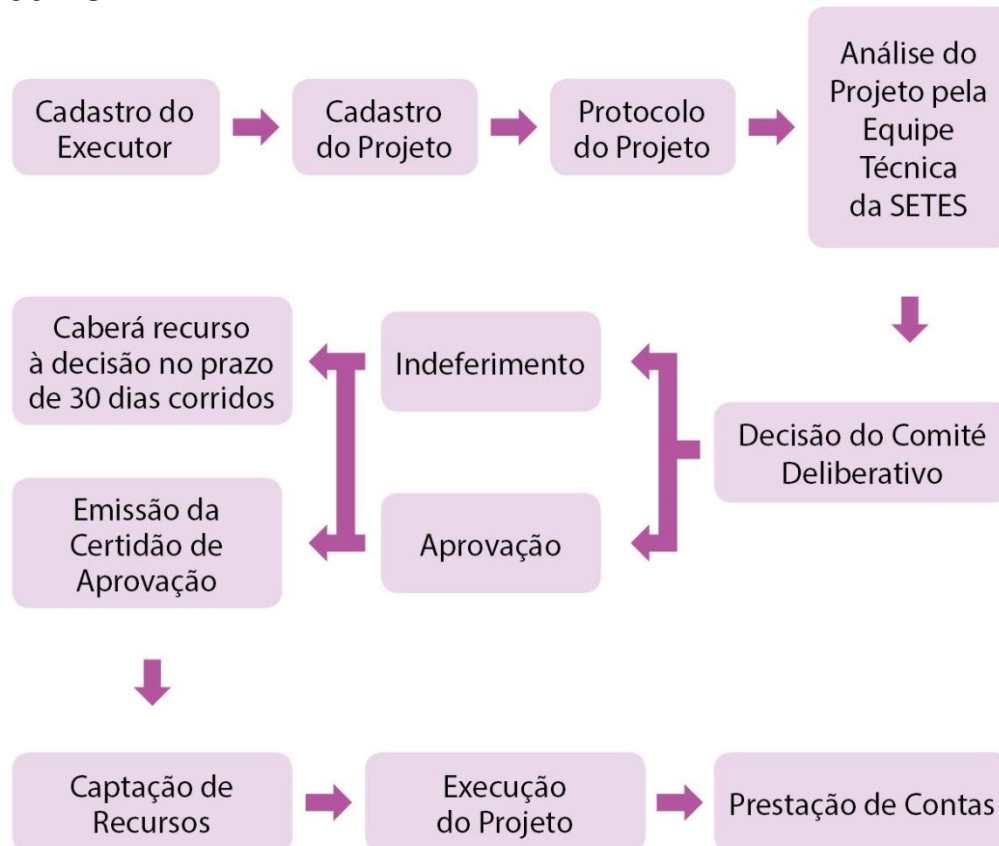 Cadastro do
Executor
Cadastro
do Projeto
Protocolo
do Projeto
Análise do
Projeto pela
Equipe
Técnica
da SETES
Caberá recurso
à decisão no prazo
de 30 dias corridos
Indeferimento
Decisão do Comité
Deliberativo
Emissão da
Certidão de
Aprovação
Aprovação
Captação de
Recursos
Execução
do Projeto
Prestação de Contas